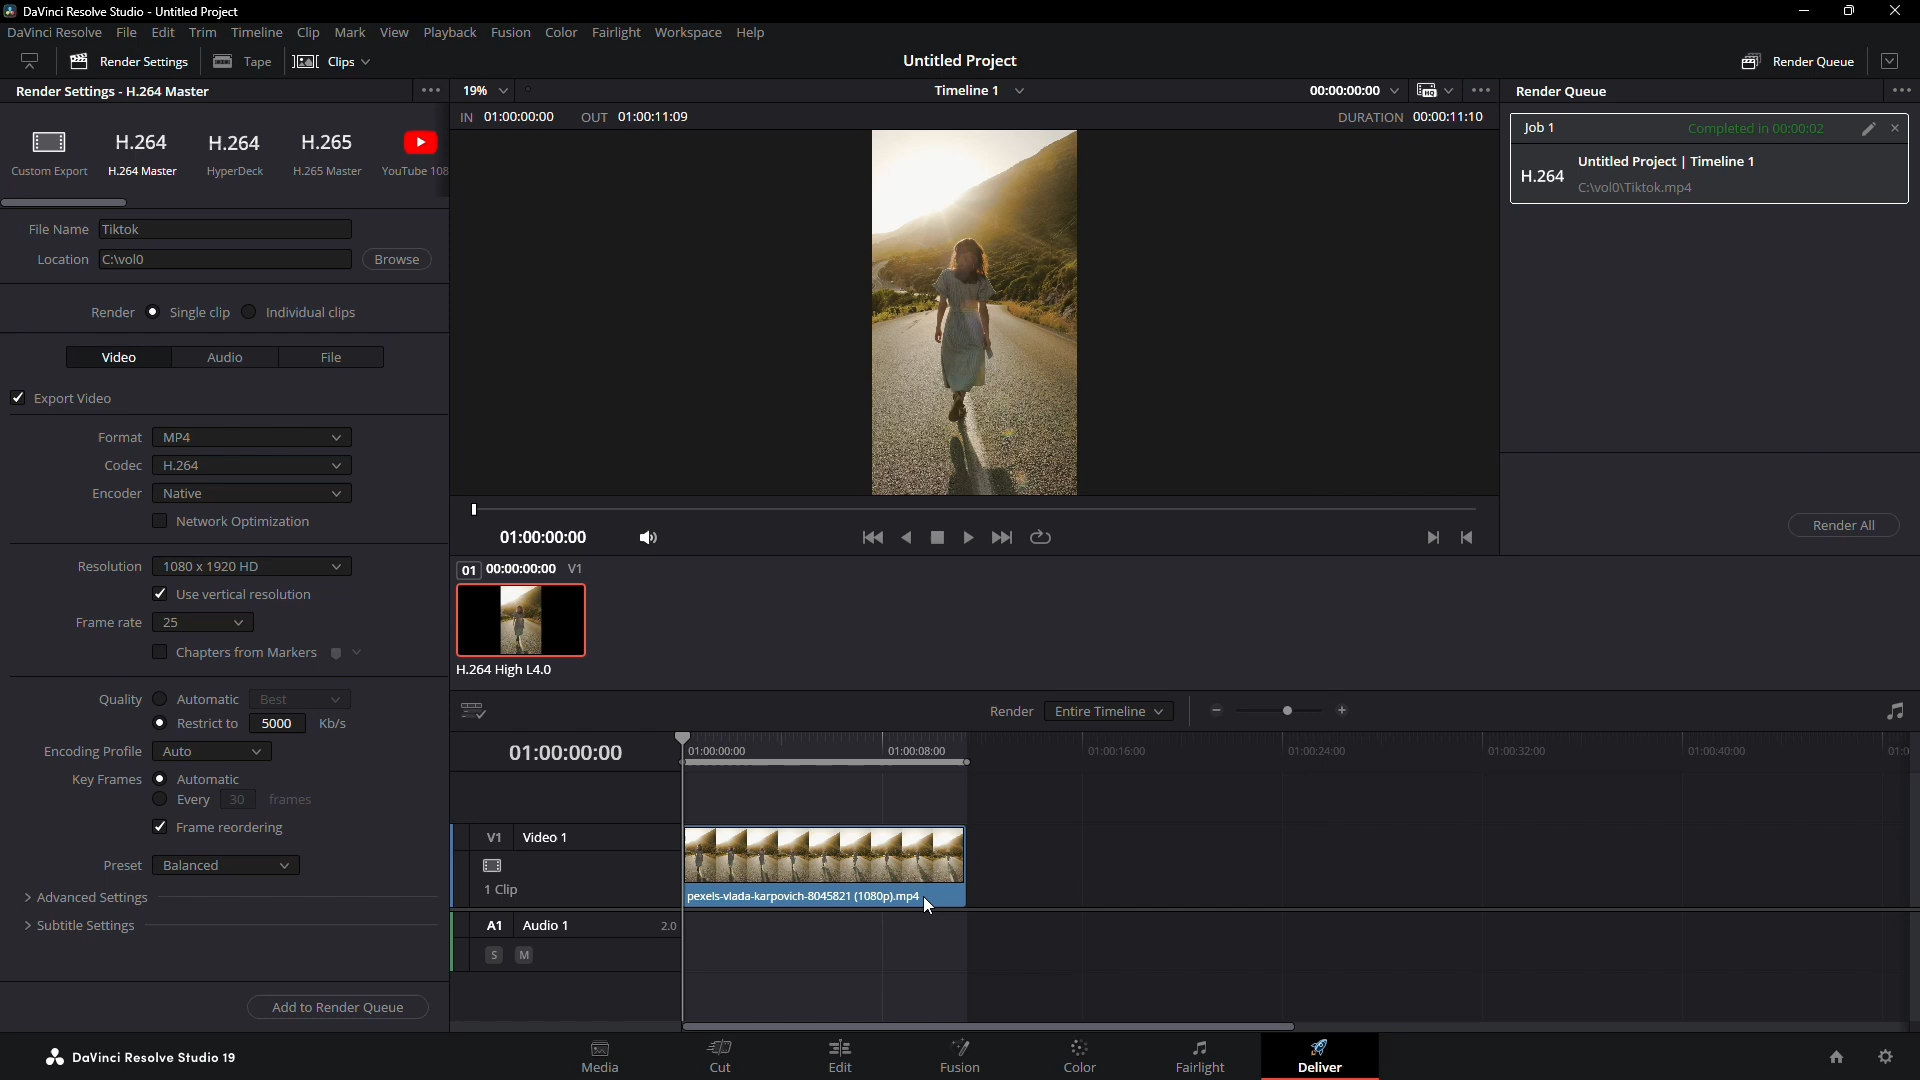 DaVinci Resolve Studio - Untitled Project
DaVinci Resolve File Edit Trim Timeline Clip Mark View Playback Fusion Color Fairlight Workspace Help
Render Settings Tape Clips Untitled Project Render Queue
Render Settings - H.264 Master
19% Timeline 1 00:00:00:00
Render Queue
IN 01:00:00:00 OUT 01:00:11:09 DURATION 00:00:11:10
H.264 H.264 H.265
Custom Export H.264 Master HyperDeck H.265 Master YouTube 108
Job 1 Completed in 00:00:02
H.264
Untitled Project | Timeline 1
C:\vol0\Tiktok.mp4
File Name Tiktok
Location C:\vol0 Browse
Render Single clip Individual clips
Video Audio File
Export Video
Format MP4
Codec H.264
Encoder Native
Network Optimization
Resolution 1080 x 1920 HD
Use vertical resolution
Frame rate 25
Chapters from Markers
Quality Automatic Best
Restrict to 5000 Kb/s
Encoding Profile Auto
Key Frames Automatic
Every 30 frames
Frame reordering
Preset Balanced
Advanced Settings
Subtitle Settings
Add to Render Queue
Render All
01:00:00:00
01 00:00:00:00 V1
H.264 High L4.0
Render Entire Timeline
01:00:00:00 01:00:00:00 01:00:08:00 01:00:16:00 01:00:24:00 01:00:32:00 01:00:40:00 01:0
V1 Video 1
1 Clip
pexels-vlada-karpovich-8045821 (1080p).mp4
A1 Audio 1 2.0
S M
DaVinci Resolve Studio 19
Media Cut Edit Fusion Color Fairlight Deliver